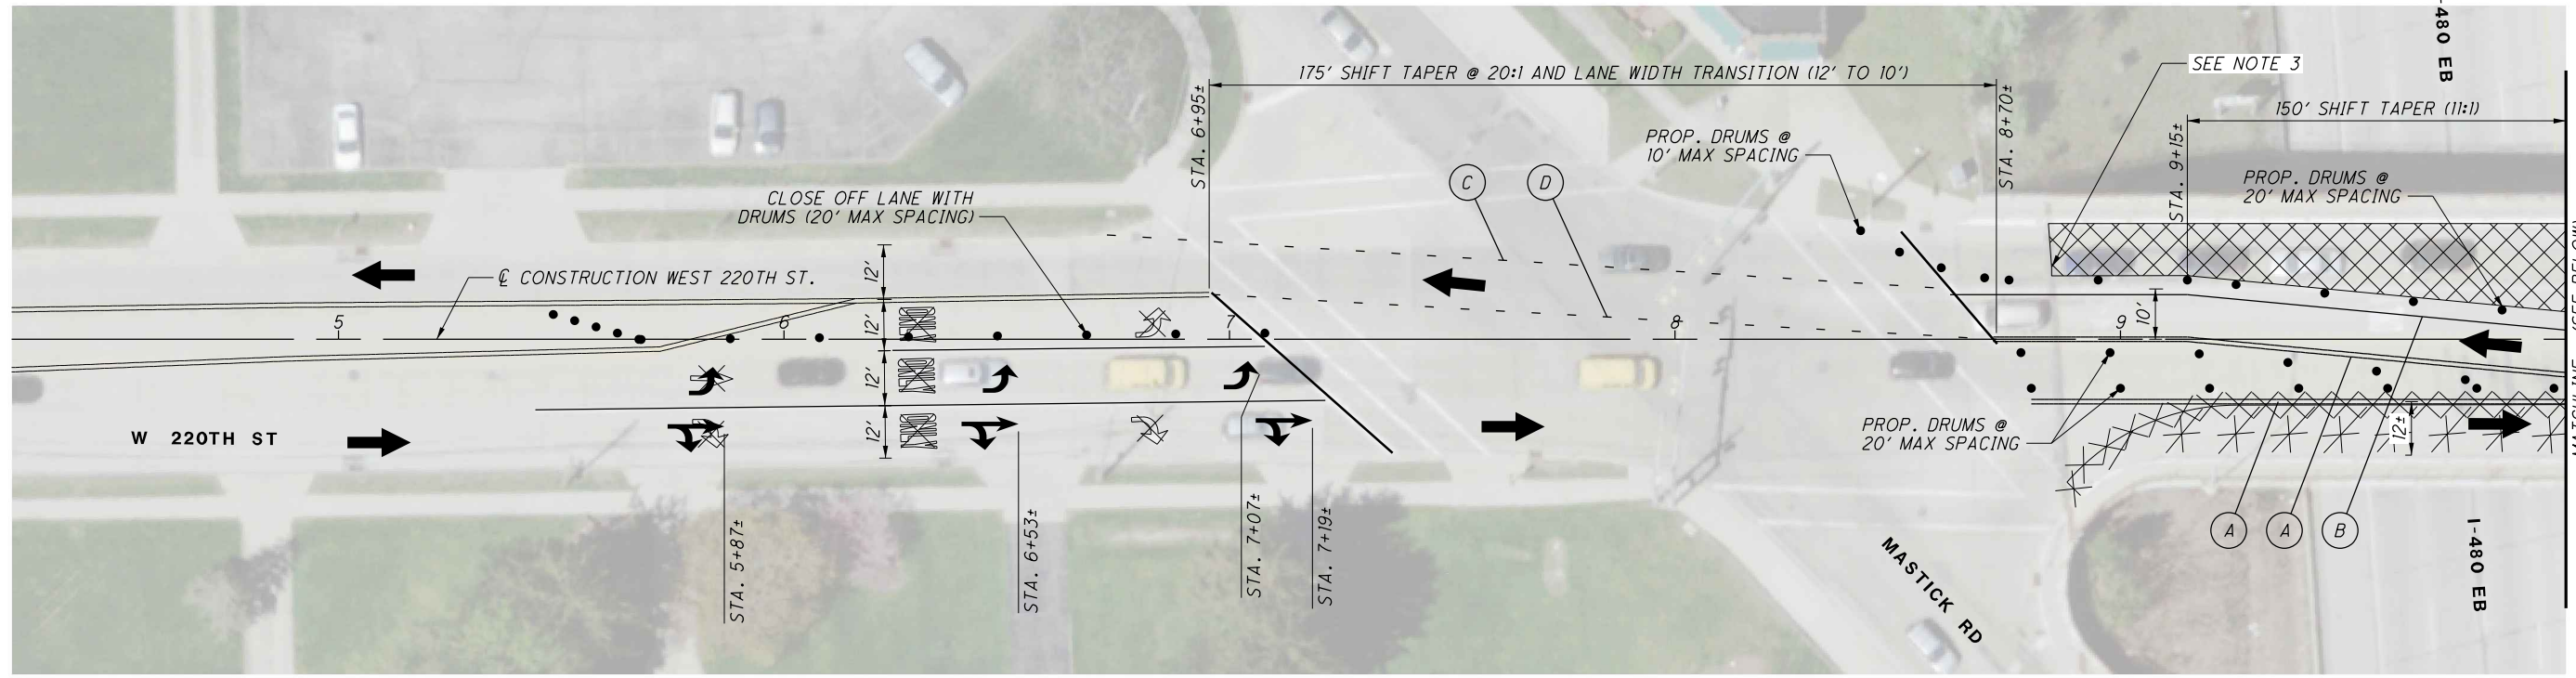 I-480 EB
175' SHIFT TAPER @ 20:1 AND LANE WIDTH TRANSITION (12' TO 10')
SEE NOTE 3
STA. 6+95±
STA. 8+70±
150' SHIFT TAPER (11:1)
STA. 9+15±
PROP. DRUMS @
10' MAX SPACING
C
D
PROP. DRUMS @
20' MAX SPACING
CLOSE OFF LANE WITH
DRUMS (20' MAX SPACING)
℄ CONSTRUCTION WEST 220TH ST.
12'
12'
12'
12'
5
6
7
8
9
10'
ONLY
ONLY
ONLY
W 220TH ST
PROP. DRUMS @
20' MAX SPACING
12±
STA. 5+87±
STA. 6+53±
STA. 7+07±
STA. 7+19±
A
A
B
MASTICK RD
I-480 EB